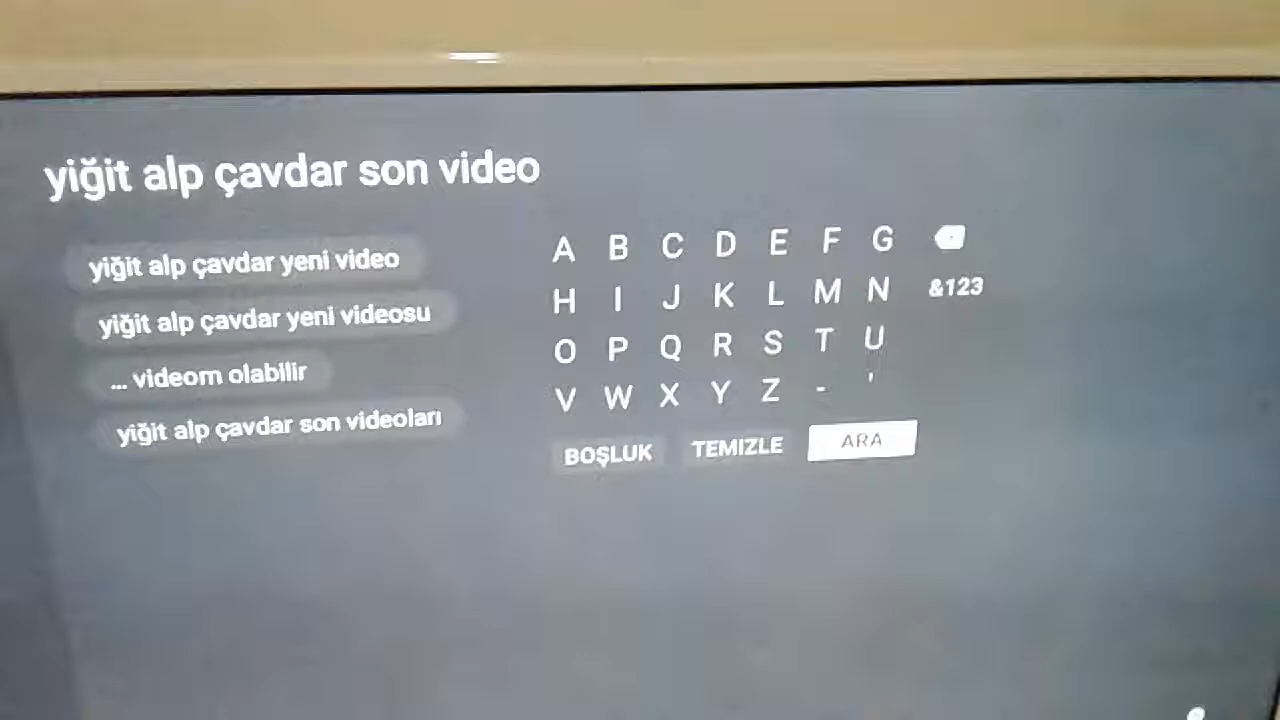 yiğit alp çavdar son video
yiğit alp çavdar yeni video
yiğit alp çavdar yeni videosu
... videom olabilir
yiğit alp çavdar son videoları
A B C D E F G
H I J K L M N &123
O P Q R S T U
V W X Y Z - '
BOŞLUK TEMIZLE ARA